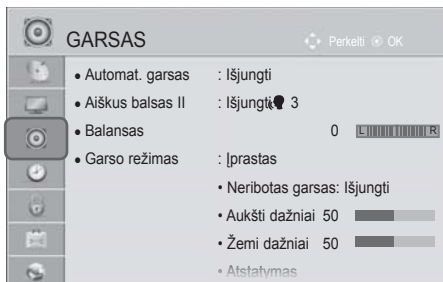 GARSAS Perkelti OK
• Automat. garsas : Išjungti
• Aiškus balsas II : Išjungti 3
• Balansas 0 L R
• Garso režimas : Įprastas
• Neribotas garsas: Išjungti
• Aukšti dažniai 50
• Žemi dažniai 50
• Atstatymas